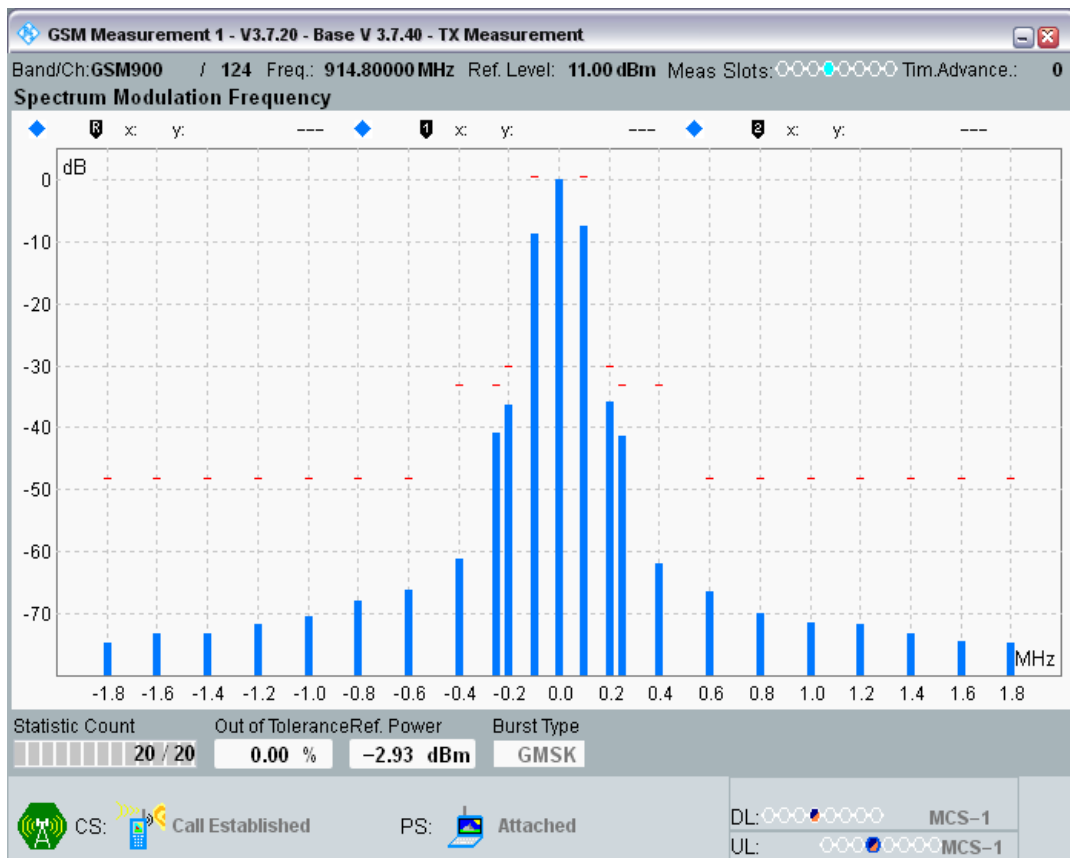 GSM Measurement 1 - V3.7.20 - Base V 3.7.40 - TX Measurement
Band/Ch:GSM900 / 124 Freq.: 914.80000 MHz Ref. Level: 11.00 dBm Meas Slots: Tim.Advance.: 0
Spectrum Modulation Frequency
R x: y: --- 1 x: y: --- 2 x: y: ---
dB
0
-10
-20
-30
-40
-50
-60
-70
MHz
-1.8 -1.6 -1.4 -1.2 -1.0 -0.8 -0.6 -0.4 -0.2 0.0 0.2 0.4 0.6 0.8 1.0 1.2 1.4 1.6 1.8
Statistic Count Out of Tolerance Ref. Power Burst Type
20 / 20 0.00 % −2.93 dBm GMSK
CS: Call Established PS: Attached
DL: MCS−1
UL: MCS−1